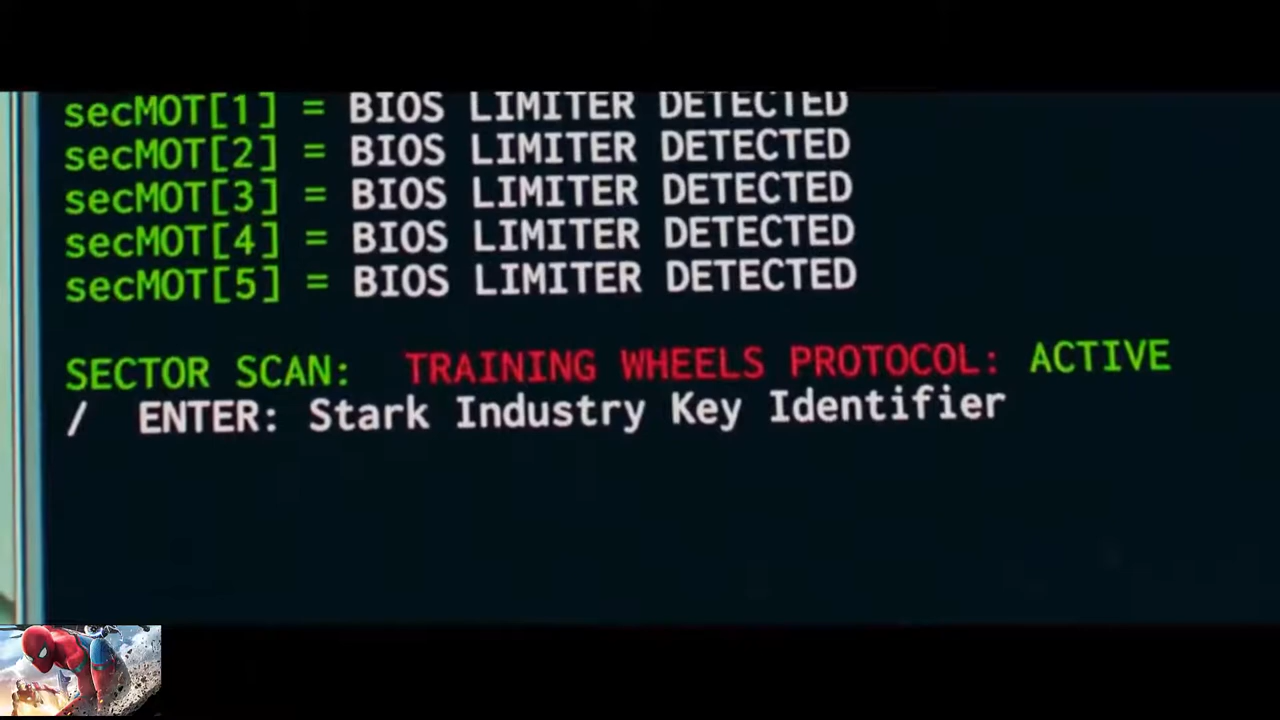 secMOT[1] = BIOS LIMITER DETECTED
secMOT[2] = BIOS LIMITER DETECTED
secMOT[3] = BIOS LIMITER DETECTED
secMOT[4] = BIOS LIMITER DETECTED
secMOT[5] = BIOS LIMITER DETECTED
SECTOR SCAN: TRAINING WHEELS PROTOCOL: ACTIVE
/ ENTER: Stark Industry Key Identifier